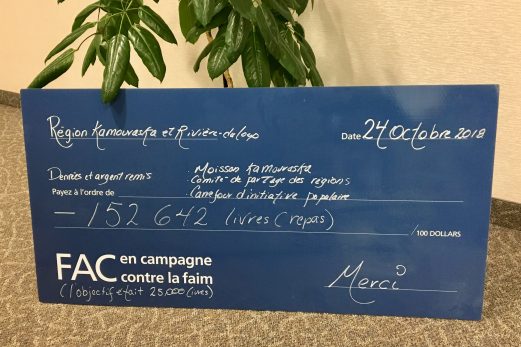 Région Kamouraska et Rivière-du-Loup
Date 24 Octobre 2018
Denrées et argent remis
Payez à l'ordre de
Moisson Kamouraska
Comité de partage des régions
Carrefour d'initiative populaire
— 152 642 livres (repas)
/100 DOLLARS
FAC en campagne
contre la faim
(l'objectif était 25,000 livres)
Merci